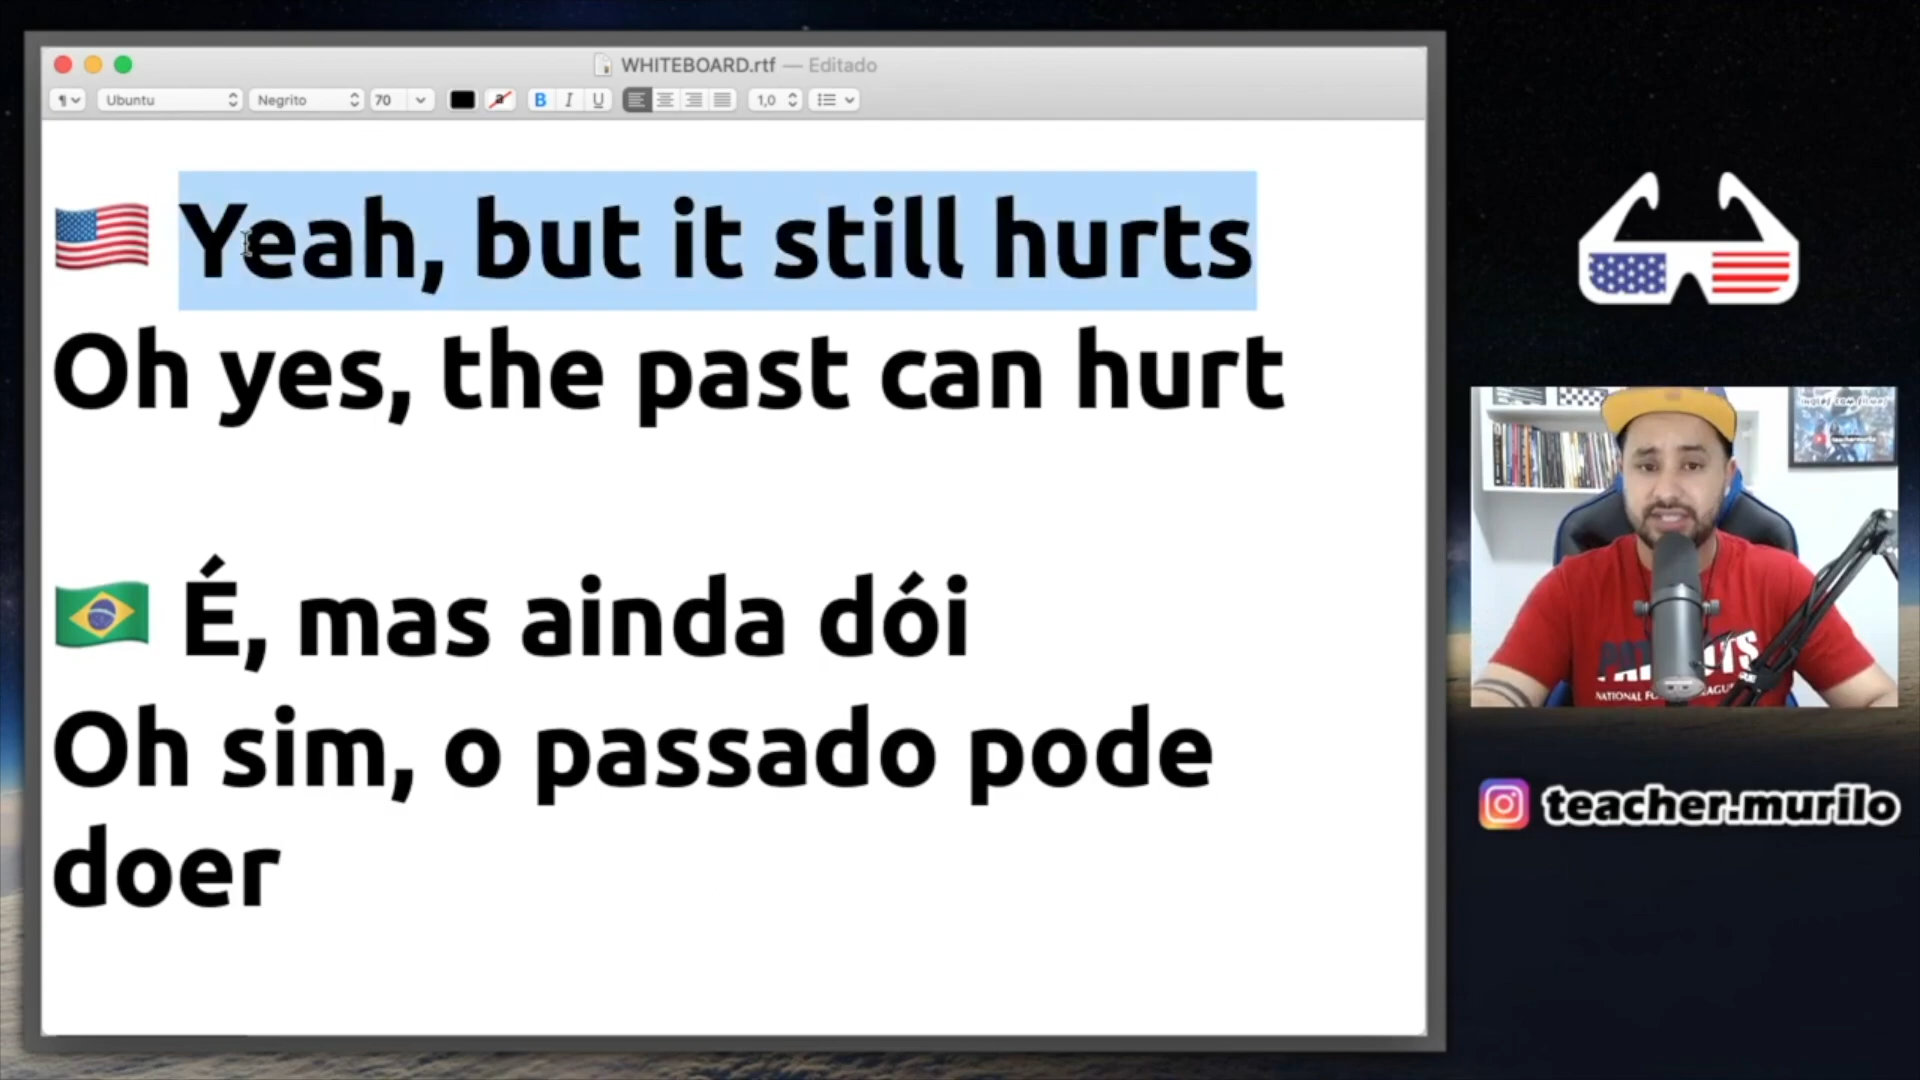 WHITEBOARD.rtf — Editado
¶ Ubuntu Negrito 70 a B I U 1,0
Yeah, but it still hurts
Oh yes, the past can hurt
É, mas ainda dói
Oh sim, o passado pode
doer
teacher.murilo